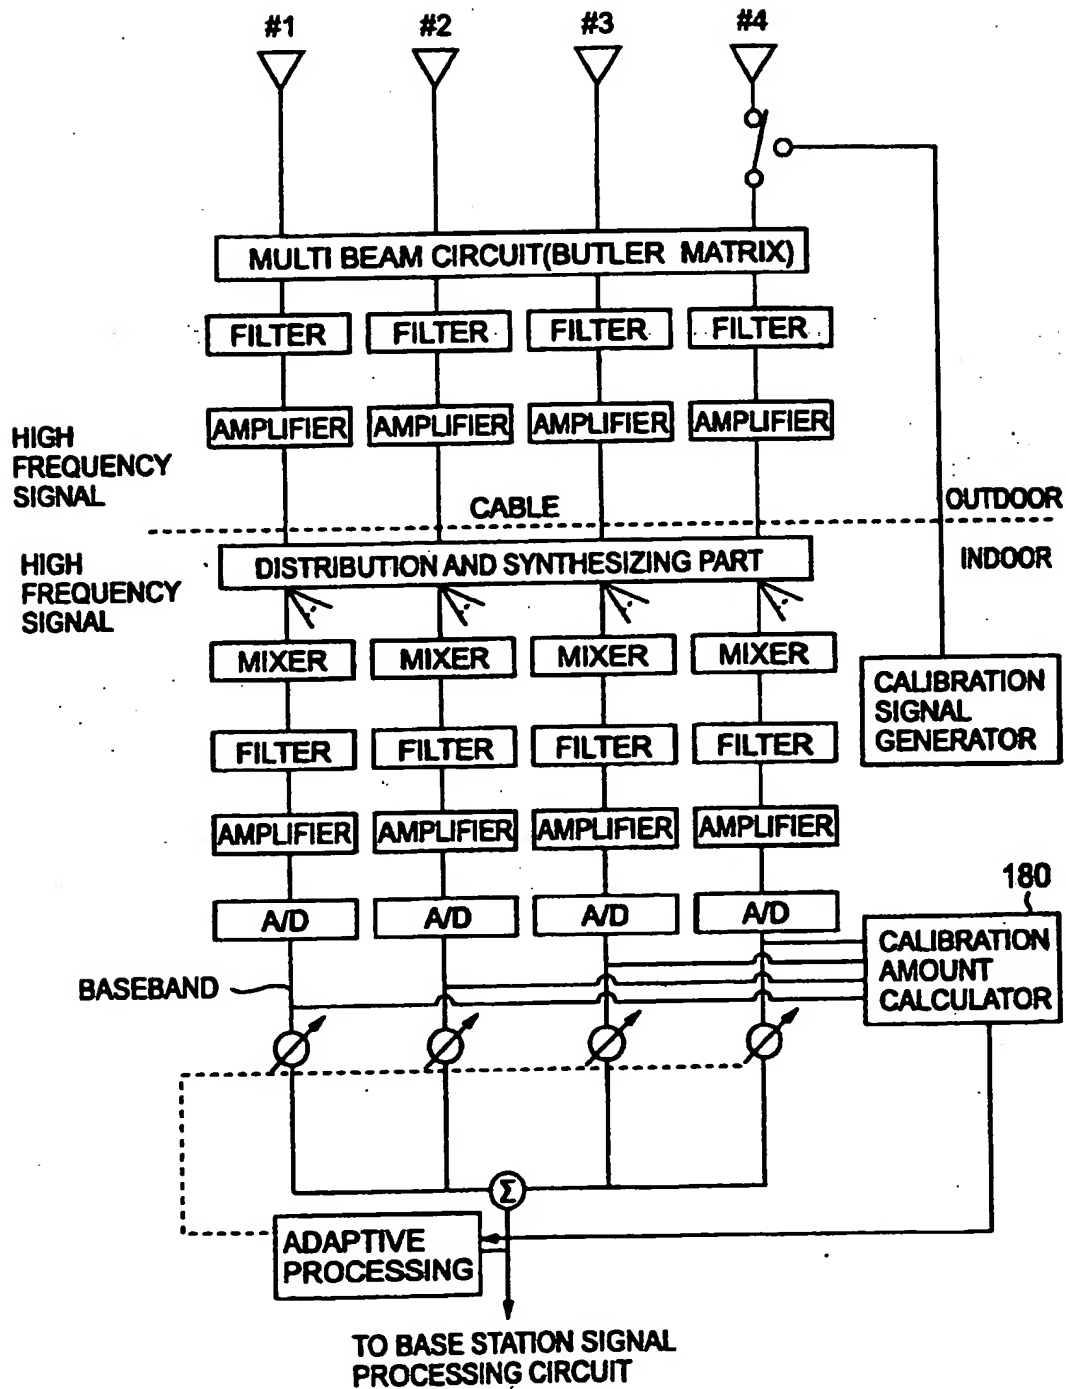 #1 #2 #3 #4
MULTI BEAM CIRCUIT(BUTLER MATRIX)
FILTER FILTER FILTER FILTER
AMPLIFIER AMPLIFIER AMPLIFIER AMPLIFIER
HIGH
FREQUENCY
SIGNAL
CABLE
OUTDOOR
INDOOR
HIGH
FREQUENCY
SIGNAL
DISTRIBUTION AND SYNTHESIZING PART
MIXER MIXER MIXER MIXER
CALIBRATION
SIGNAL
GENERATOR
FILTER FILTER FILTER FILTER
AMPLIFIER AMPLIFIER AMPLIFIER AMPLIFIER
180
A/D A/D A/D A/D
CALIBRATION
AMOUNT
CALCULATOR
BASEBAND
Σ
ADAPTIVE
PROCESSING
TO BASE STATION SIGNAL
PROCESSING CIRCUIT